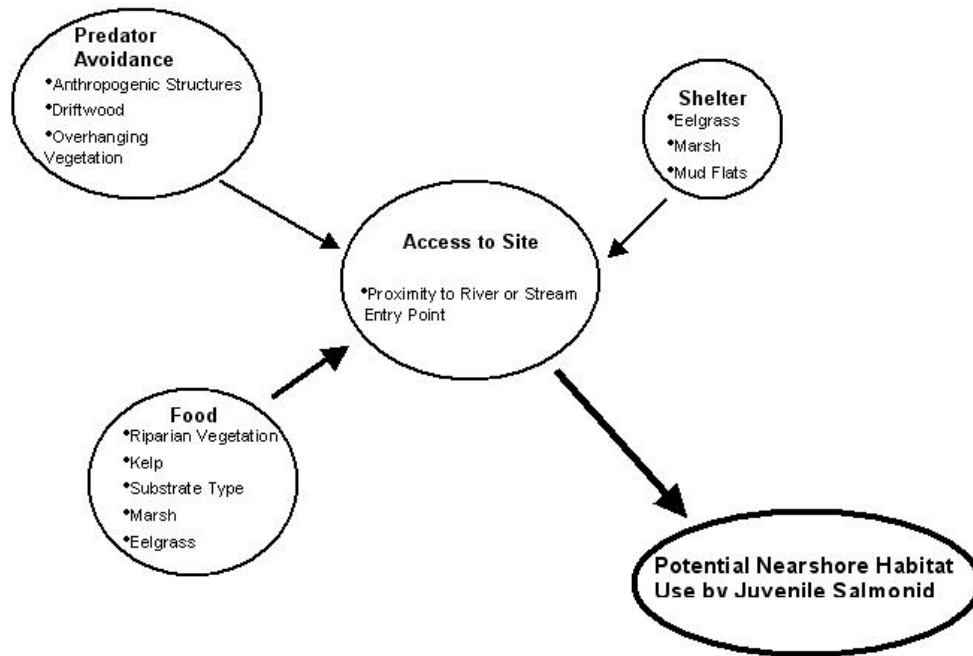 Predator
Avoidance
•Anthropogenic Structures
•Driftwood
•Overhanging
Vegetation
Shelter
•Eelgrass
•Marsh
•Mud Flats
Access to Site
•Proximity to River or Stream
Entry Point
Food
•Riparian Vegetation
•Kelp
•Substrate Type
•Marsh
•Eelgrass
Potential Nearshore Habitat
Use by Juvenile Salmonid